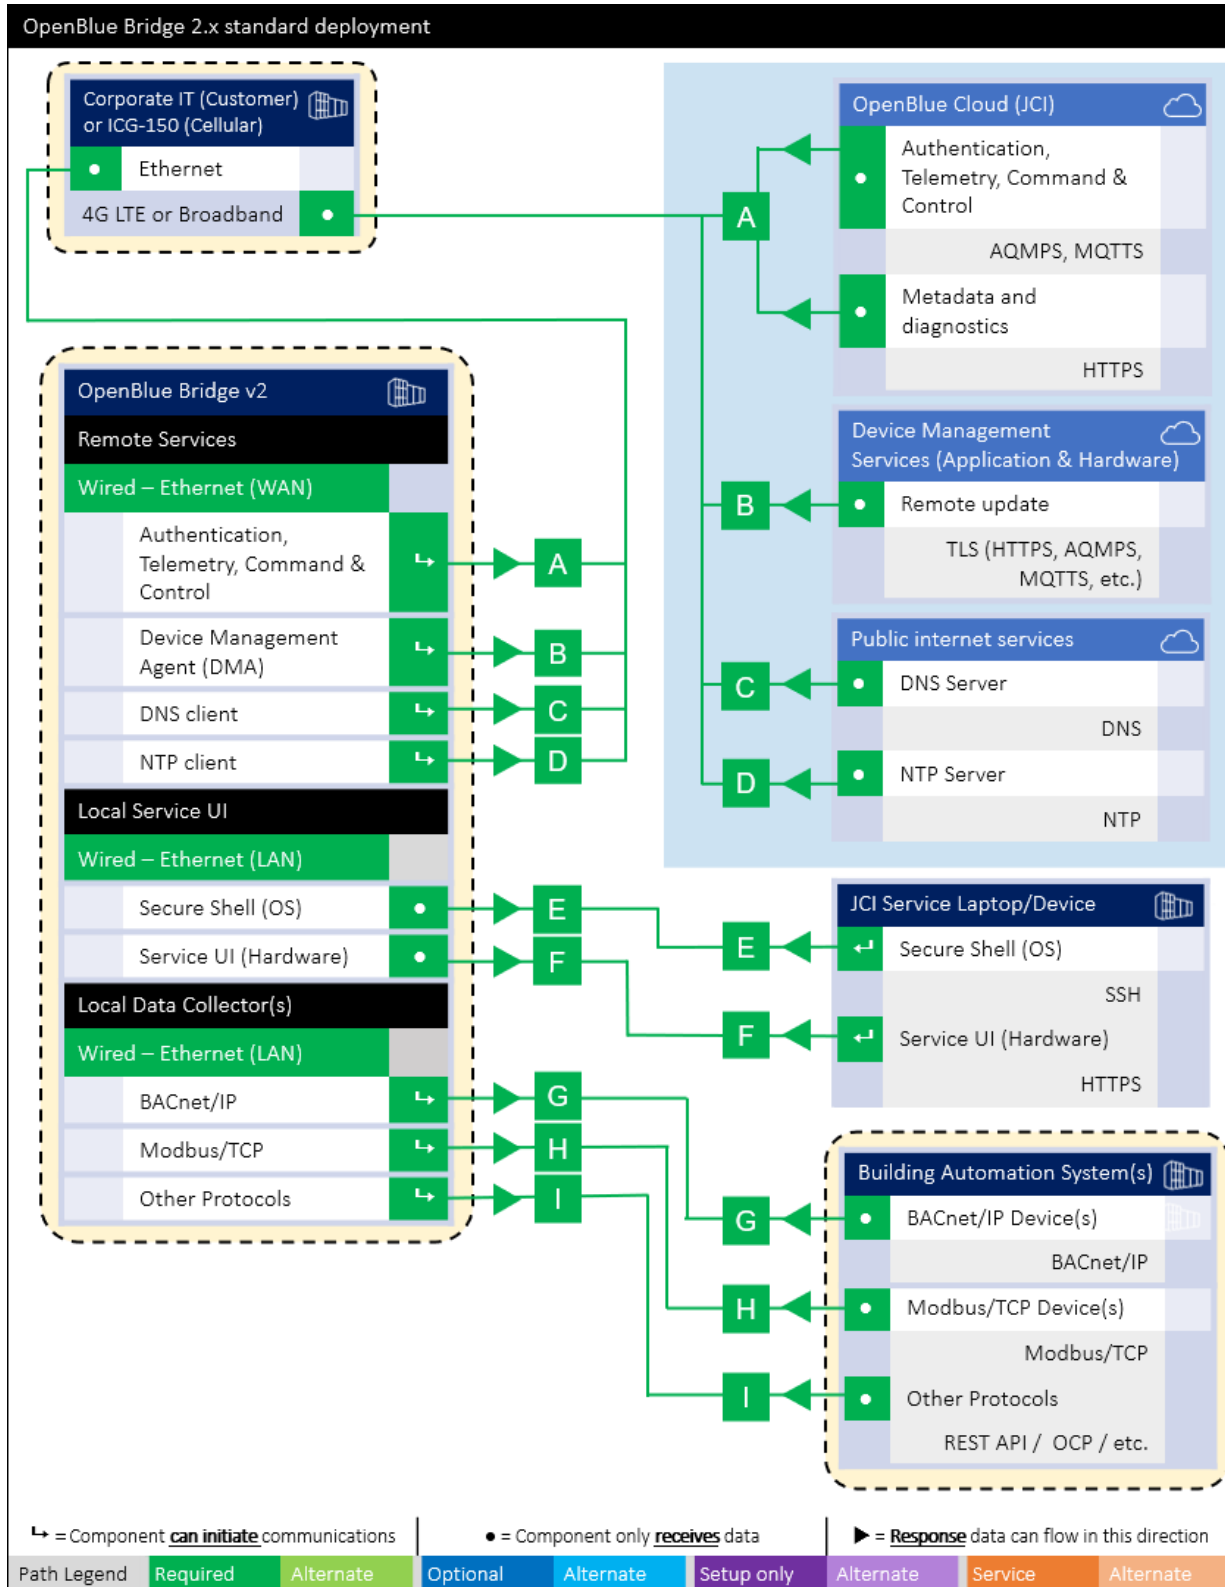 OpenBlue Bridge 2.x standard deployment
Corporate IT (Customer)
or ICG-150 (Cellular)
Ethernet
4G LTE or Broadband
OpenBlue Cloud (JCI)
Authentication,
Telemetry, Command &
Control
AQMPS, MQTTS
Metadata and
diagnostics
HTTPS
A
Device Management
Services (Application & Hardware)
Remote update
TLS (HTTPS, AQMPS,
MQTTS, etc.)
B
Public internet services
DNS Server
DNS
C
NTP Server
NTP
D
OpenBlue Bridge v2
Remote Services
Wired – Ethernet (WAN)
Authentication,
Telemetry, Command &
Control
A
Device Management
Agent (DMA)
B
DNS client
C
NTP client
D
Local Service UI
Wired – Ethernet (LAN)
Secure Shell (OS)
E
Service UI (Hardware)
F
Local Data Collector(s)
Wired – Ethernet (LAN)
BACnet/IP
G
Modbus/TCP
H
Other Protocols
I
JCI Service Laptop/Device
E
Secure Shell (OS)
SSH
F
Service UI (Hardware)
HTTPS
Building Automation System(s)
G
BACnet/IP Device(s)
BACnet/IP
H
Modbus/TCP Device(s)
Modbus/TCP
I
Other Protocols
REST API / OCP / etc.
↳ = Component can initiate communications
● = Component only receives data
▶ = Response data can flow in this direction
Path Legend
Required
Alternate
Optional
Alternate
Setup only
Alternate
Service
Alternate